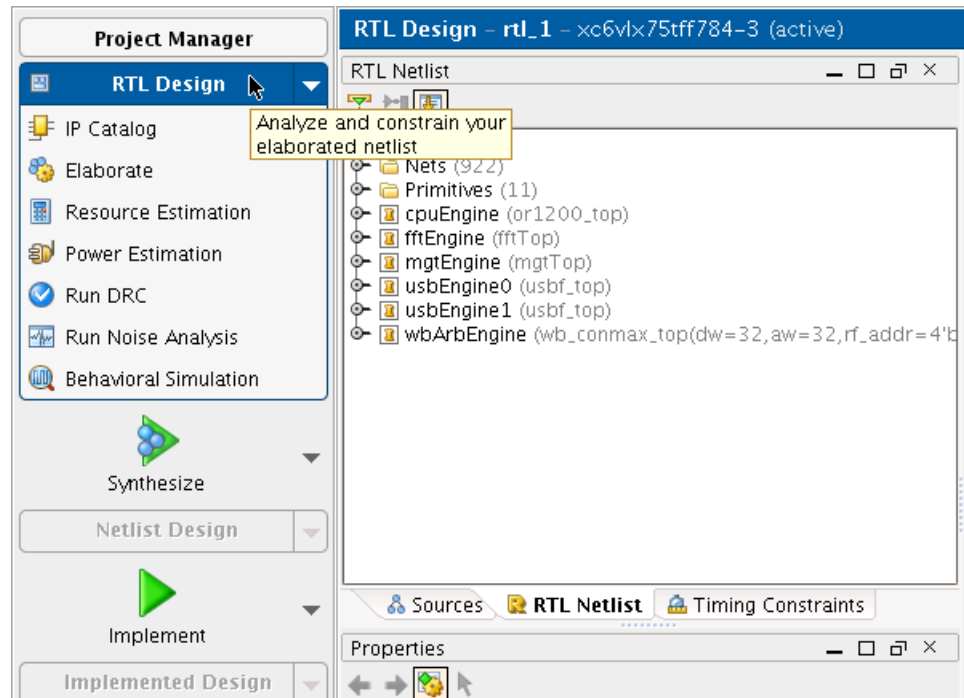 Project Manager
RTL Design
IP Catalog
Elaborate
Resource Estimation
Power Estimation
Run DRC
Run Noise Analysis
Behavioral Simulation
Synthesize
Netlist Design
Implement
Implemented Design
Analyze and constrain your
elaborated netlist
RTL Design - rtl_1 - xc6vlx75tff784-3 (active)
RTL Netlist
Nets (922)
Primitives (11)
cpuEngine (or1200_top)
fftEngine (fftTop)
mgtEngine (mgtTop)
usbEngine0 (usbf_top)
usbEngine1 (usbf_top)
wbArbEngine (wb_conmax_top(dw=32,aw=32,rf_addr=4'b
Sources RTL Netlist Timing Constraints
Properties